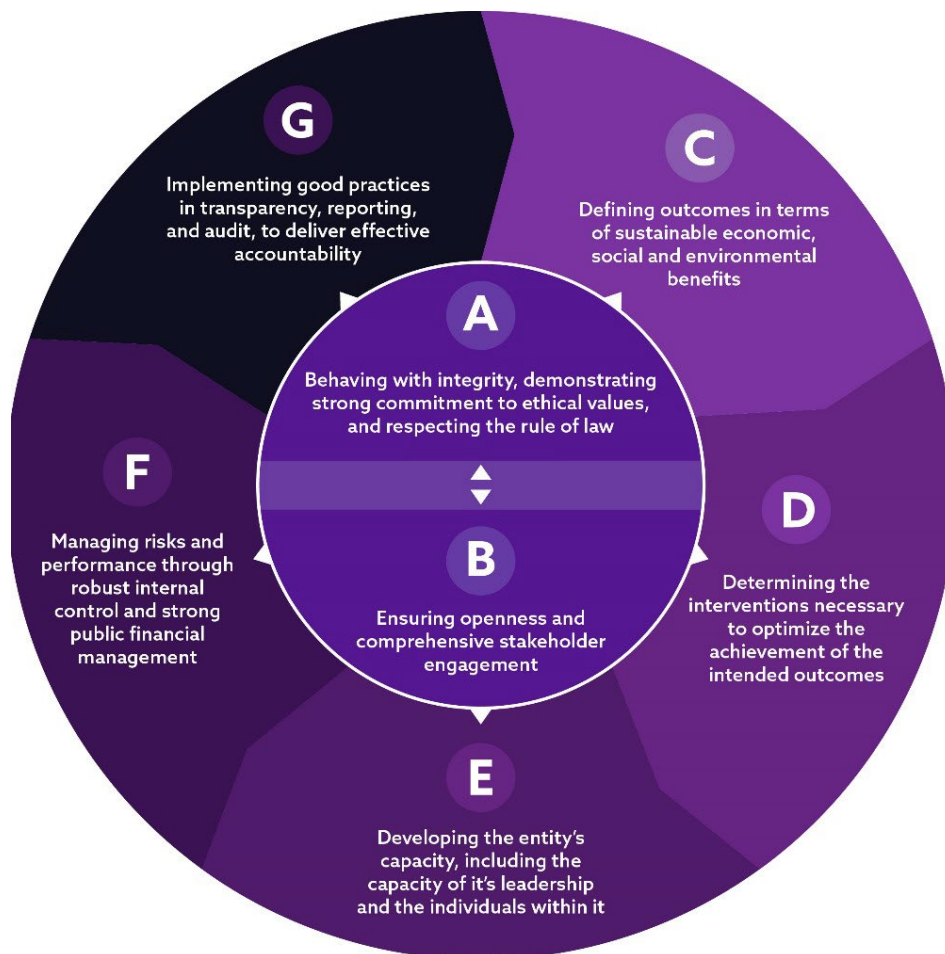 G
Implementing good practices
in transparency, reporting,
and audit, to deliver effective
accountability
C
Defining outcomes in terms
of sustainable economic,
social and environmental
benefits
A
Behaving with integrity, demonstrating
strong commitment to ethical values,
and respecting the rule of law
F
Managing risks and
performance through
robust internal
control and strong
public financial
management
B
Ensuring openness and
comprehensive stakeholder
engagement
D
Determining the
interventions necessary
to optimize the
achievement of the
intended outcomes
E
Developing the entity's
capacity, including the
capacity of it's leadership
and the individuals within it